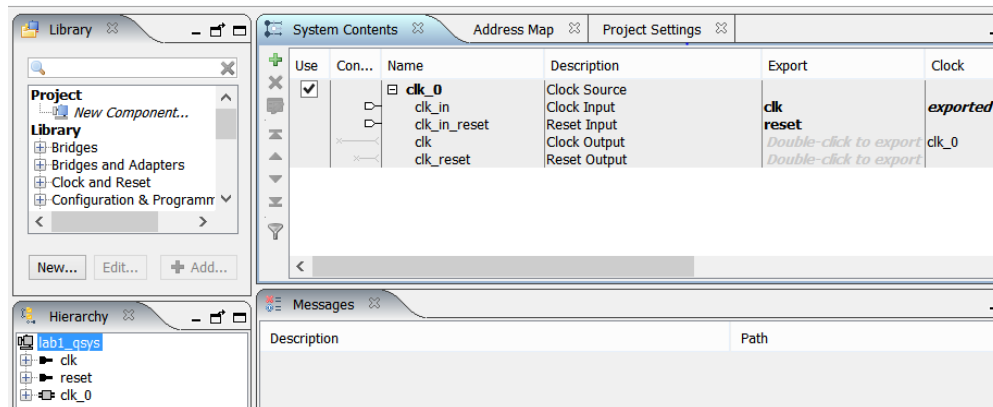 Library
Project
New Component...
Library
Bridges
Bridges and Adapters
Clock and Reset
Configuration & Programm
New... Edit... Add...
Hierarchy
lab1_qsys
clk
reset
clk_0
System Contents Address Map Project Settings
Use Con... Name Description Export Clock
clk_0 Clock Source
clk_in Clock Input clk exported
clk_in_reset Reset Input reset
clk Clock Output Double-click to export clk_0
clk_reset Reset Output Double-click to export
Messages
Description Path